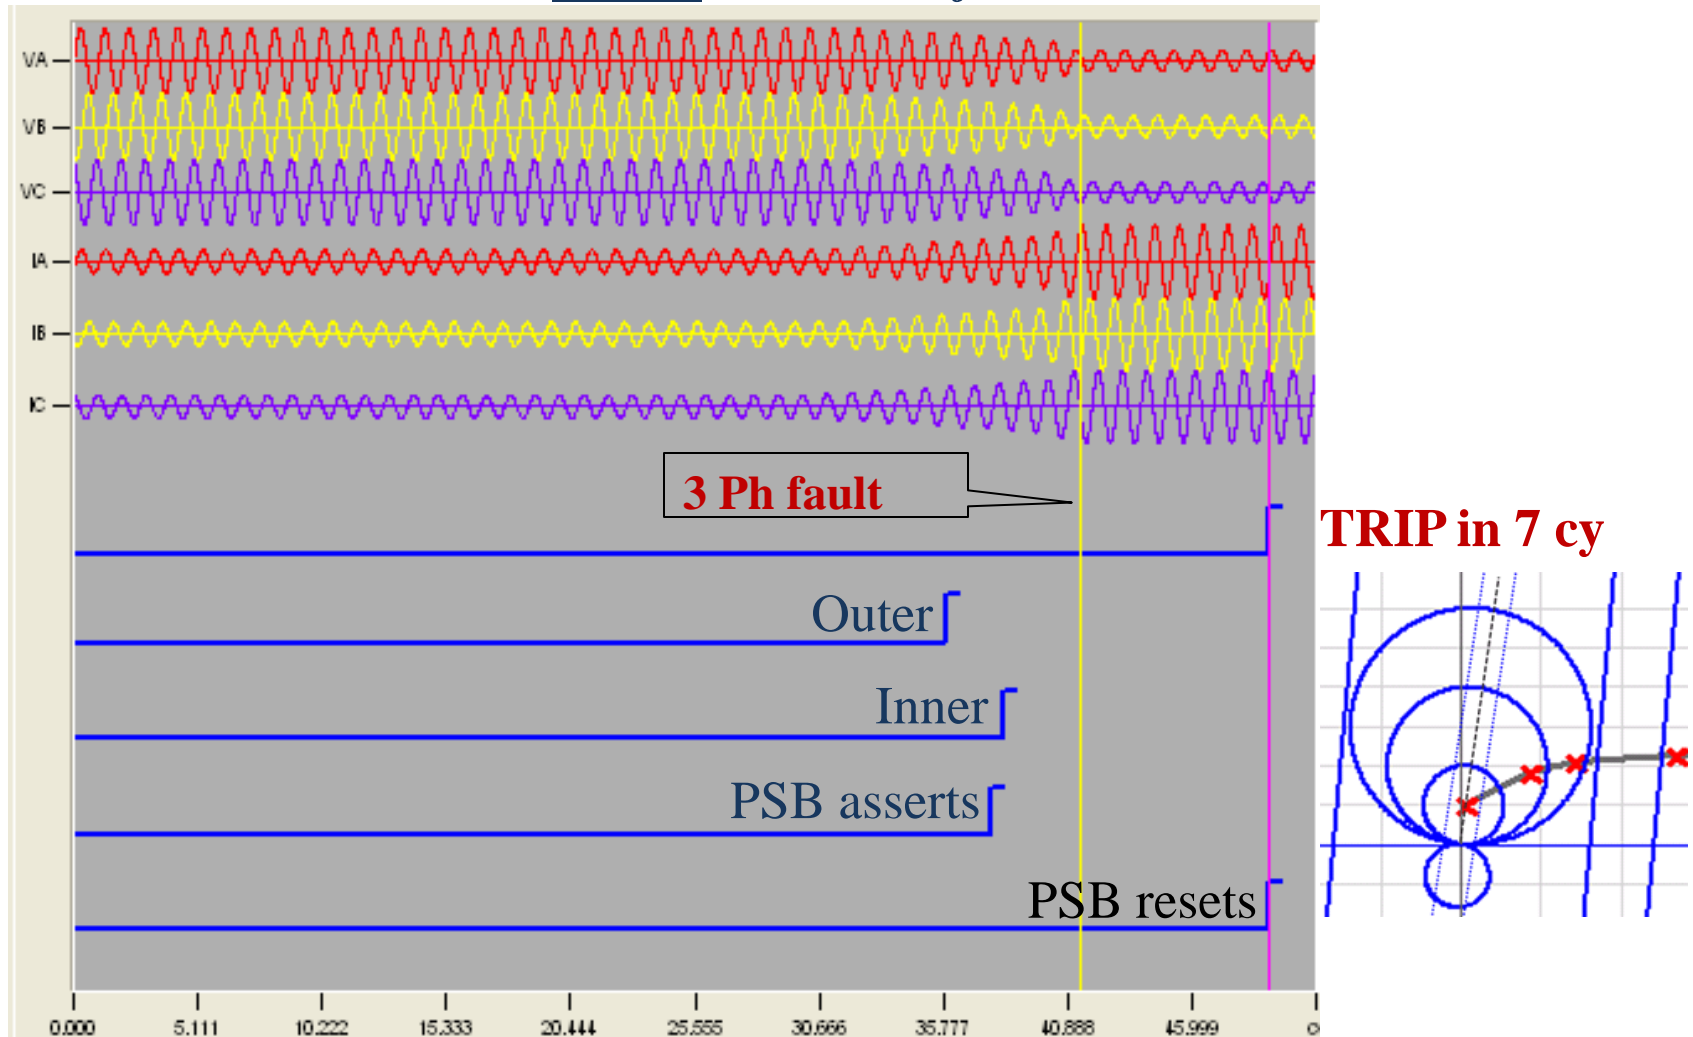 VA
VB
VC
IA
IB
IC
3 Ph fault
TRIP in 7 cy
Outer
Inner
PSB asserts
PSB resets
0.000 5.111 10.222 15.333 20.444 25.555 30.666 35.777 40.888 45.999